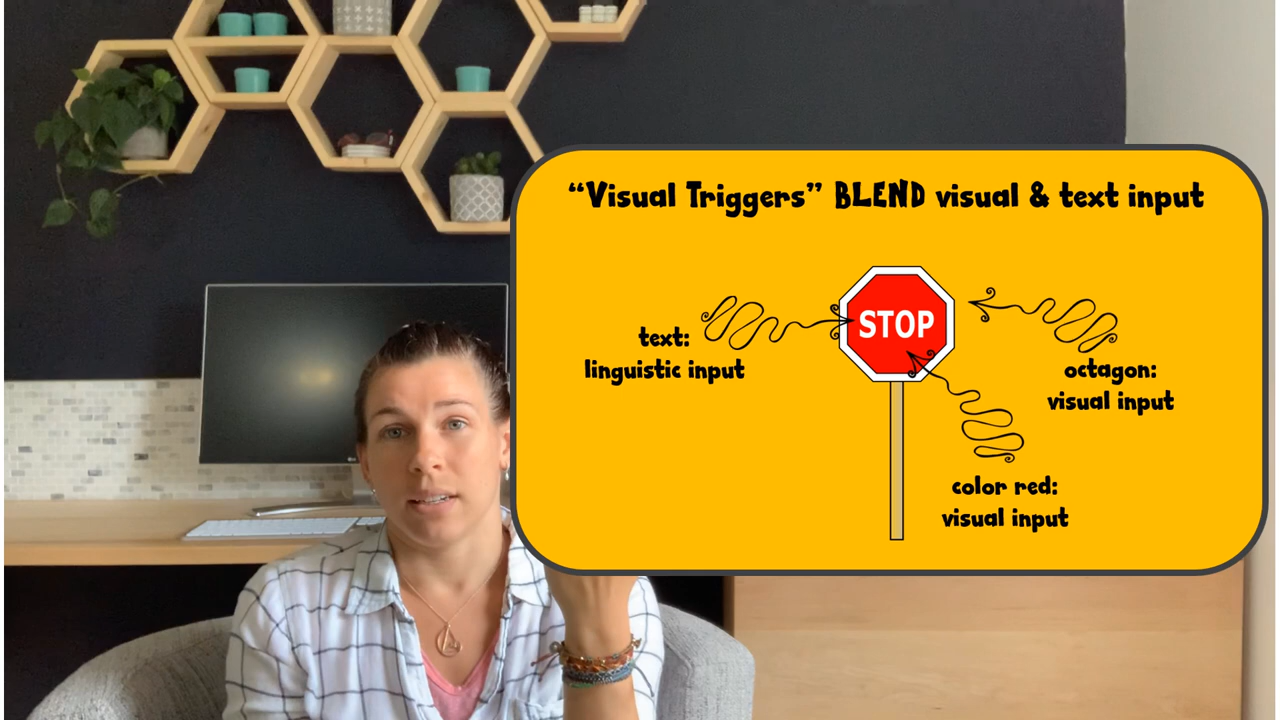 “Visual Triggers” BLEND visual & text input
STOP
text:
linguistic input
octagon:
visual input
color red:
visual input